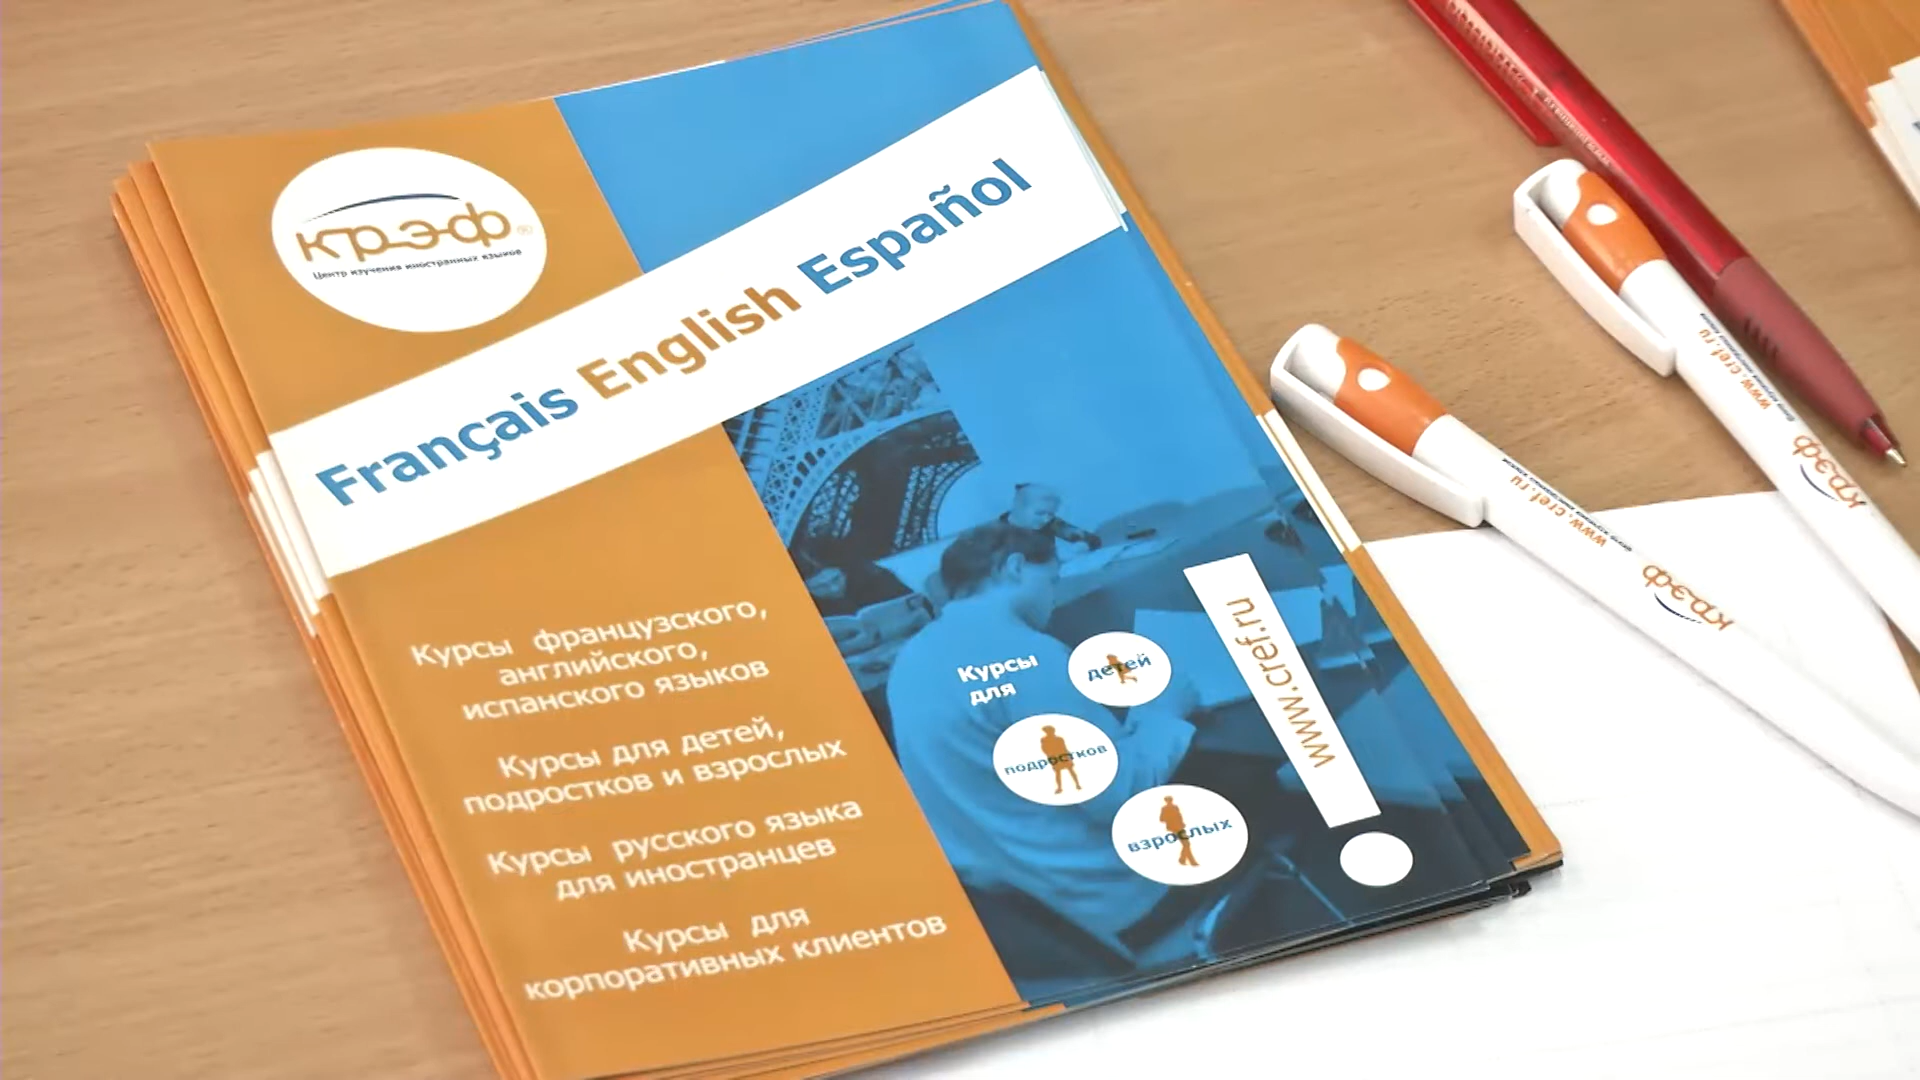 крэф®
Центр изучения иностранных языков
Français English Español
Курсы французского,
английского,
испанского языков
Курсы для детей,
подростков и взрослых
Курсы русского языка
для иностранцев
Курсы для
корпоративных клиентов
Курсы
для
детей
подростков
взрослых
www.cref.ru
www.cref.ru
крэф
www.cref.ru
крэф